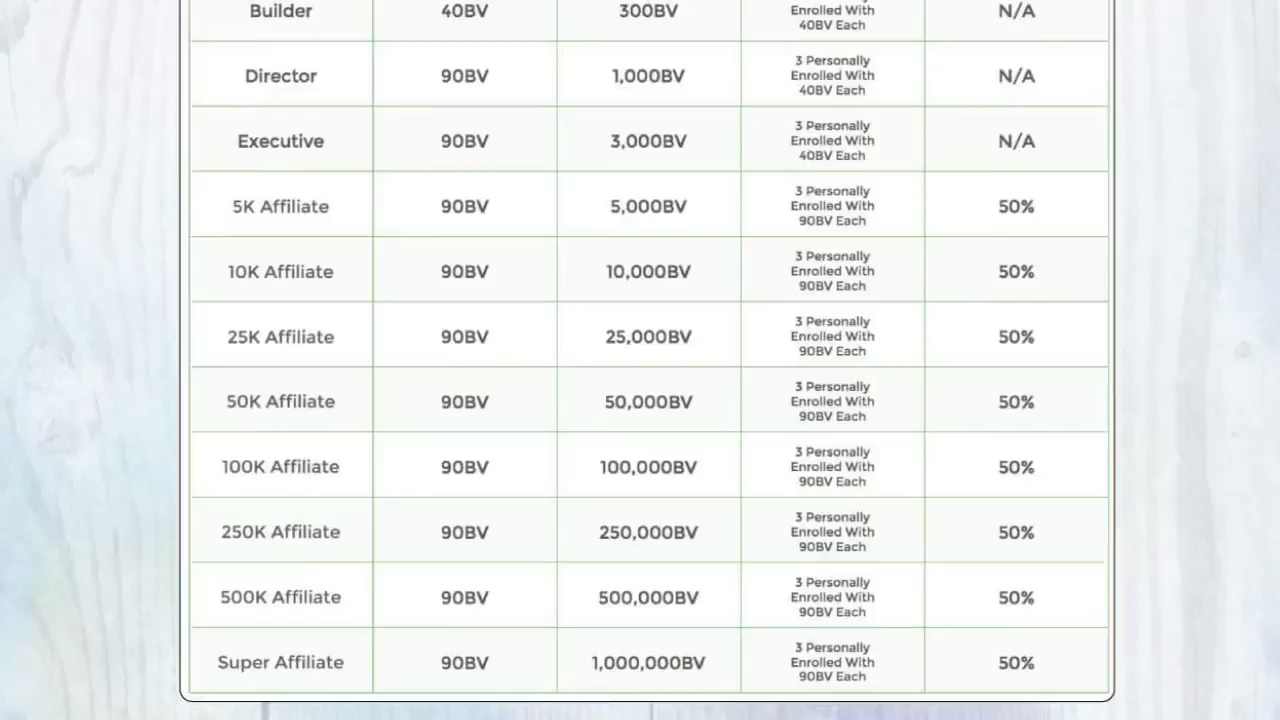 Builder 40BV 300BV Enrolled With 40BV Each N/A
Director 90BV 1,000BV 3 Personally Enrolled With 40BV Each N/A
Executive 90BV 3,000BV 3 Personally Enrolled With 40BV Each N/A
5K Affiliate 90BV 5,000BV 3 Personally Enrolled With 90BV Each 50%
10K Affiliate 90BV 10,000BV 3 Personally Enrolled With 90BV Each 50%
25K Affiliate 90BV 25,000BV 3 Personally Enrolled With 90BV Each 50%
50K Affiliate 90BV 50,000BV 3 Personally Enrolled With 90BV Each 50%
100K Affiliate 90BV 100,000BV 3 Personally Enrolled With 90BV Each 50%
250K Affiliate 90BV 250,000BV 3 Personally Enrolled With 90BV Each 50%
500K Affiliate 90BV 500,000BV 3 Personally Enrolled With 90BV Each 50%
Super Affiliate 90BV 1,000,000BV 3 Personally Enrolled With 90BV Each 50%